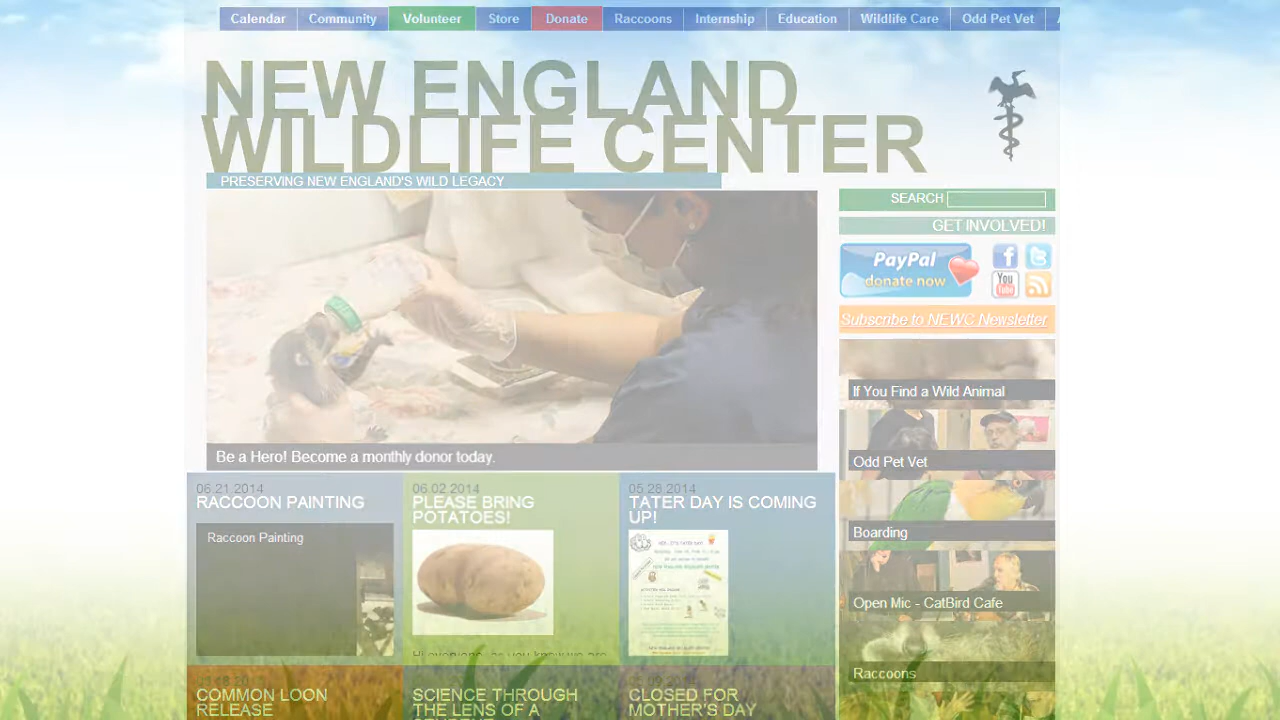 Calendar Community Volunteer Store Donate Raccoons Internship Education Wildlife Care Odd Pet Vet
NEW ENGLAND
WILDLIFE CENTER
PRESERVING NEW ENGLAND'S WILD LEGACY
SEARCH
GET INVOLVED!
PayPal
donate now
You
Tube
Subscribe to NEWC Newsletter
If You Find a Wild Animal
Odd Pet Vet
Boarding
Open Mic - CatBird Cafe
Raccoons
Be a Hero! Become a monthly donor today.
06.21.2014
RACCOON PAINTING
Raccoon Painting
06.02.2014
PLEASE BRING
POTATOES!
05.28.2014
TATER DAY IS COMING
UP!
COMMON LOON
RELEASE
SCIENCE THROUGH
THE LENS OF A
CLOSED FOR
MOTHER'S DAY